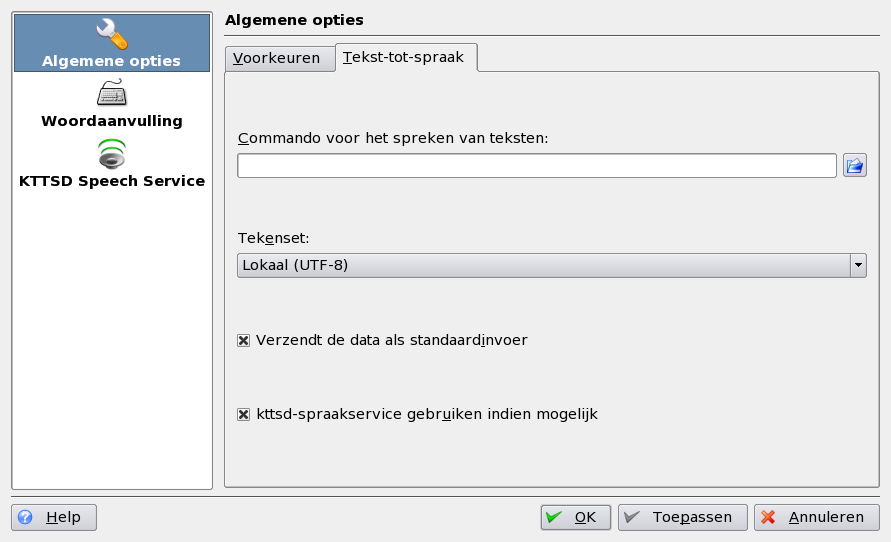 Algemene opties
Woordaanvulling
KTTSD Speech Service
Algemene opties
Voorkeuren
Tekst-tot-spraak
Commando voor het spreken van teksten:
Tekenset:
Lokaal (UTF-8)
Verzendt de data als standaardinvoer
kttsd-spraakservice gebruiken indien mogelijk
Help
OK
Toepassen
Annuleren